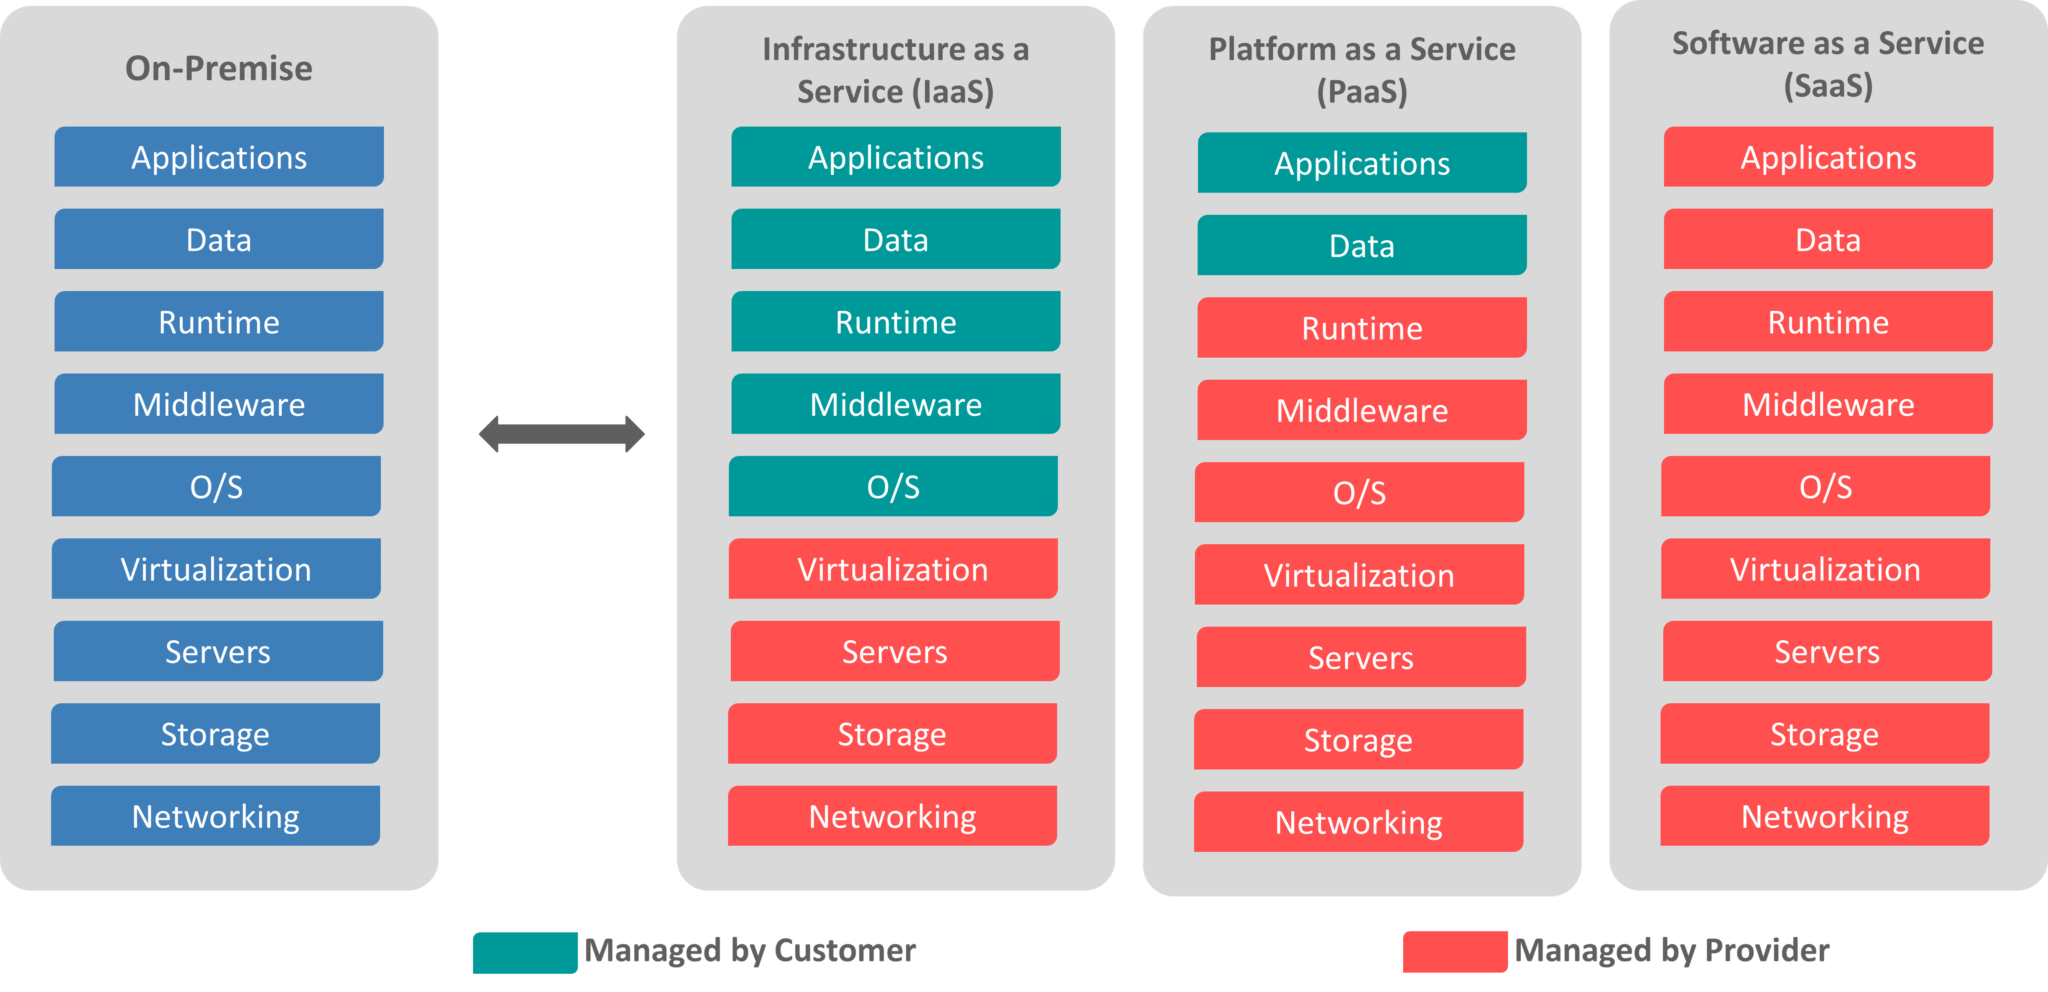 On-Premise
Applications
Data
Runtime
Middleware
O/S
Virtualization
Servers
Storage
Networking
Infrastructure as a
Service (IaaS)
Applications
Data
Runtime
Middleware
O/S
Virtualization
Servers
Storage
Networking
Platform as a Service
(PaaS)
Applications
Data
Runtime
Middleware
O/S
Virtualization
Servers
Storage
Networking
Software as a Service
(SaaS)
Applications
Data
Runtime
Middleware
O/S
Virtualization
Servers
Storage
Networking
Managed by Customer
Managed by Provider